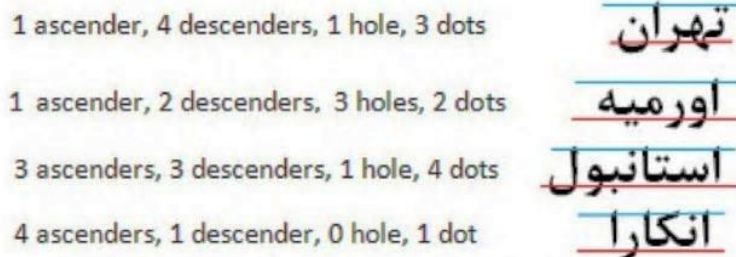 1 ascender, 4 descenders, 1 hole, 3 dots تهران
1 ascender, 2 descenders, 3 holes, 2 dots اورمیه
3 ascenders, 3 descenders, 1 hole, 4 dots استانبول
4 ascenders, 1 descender, 0 hole, 1 dot انکارا